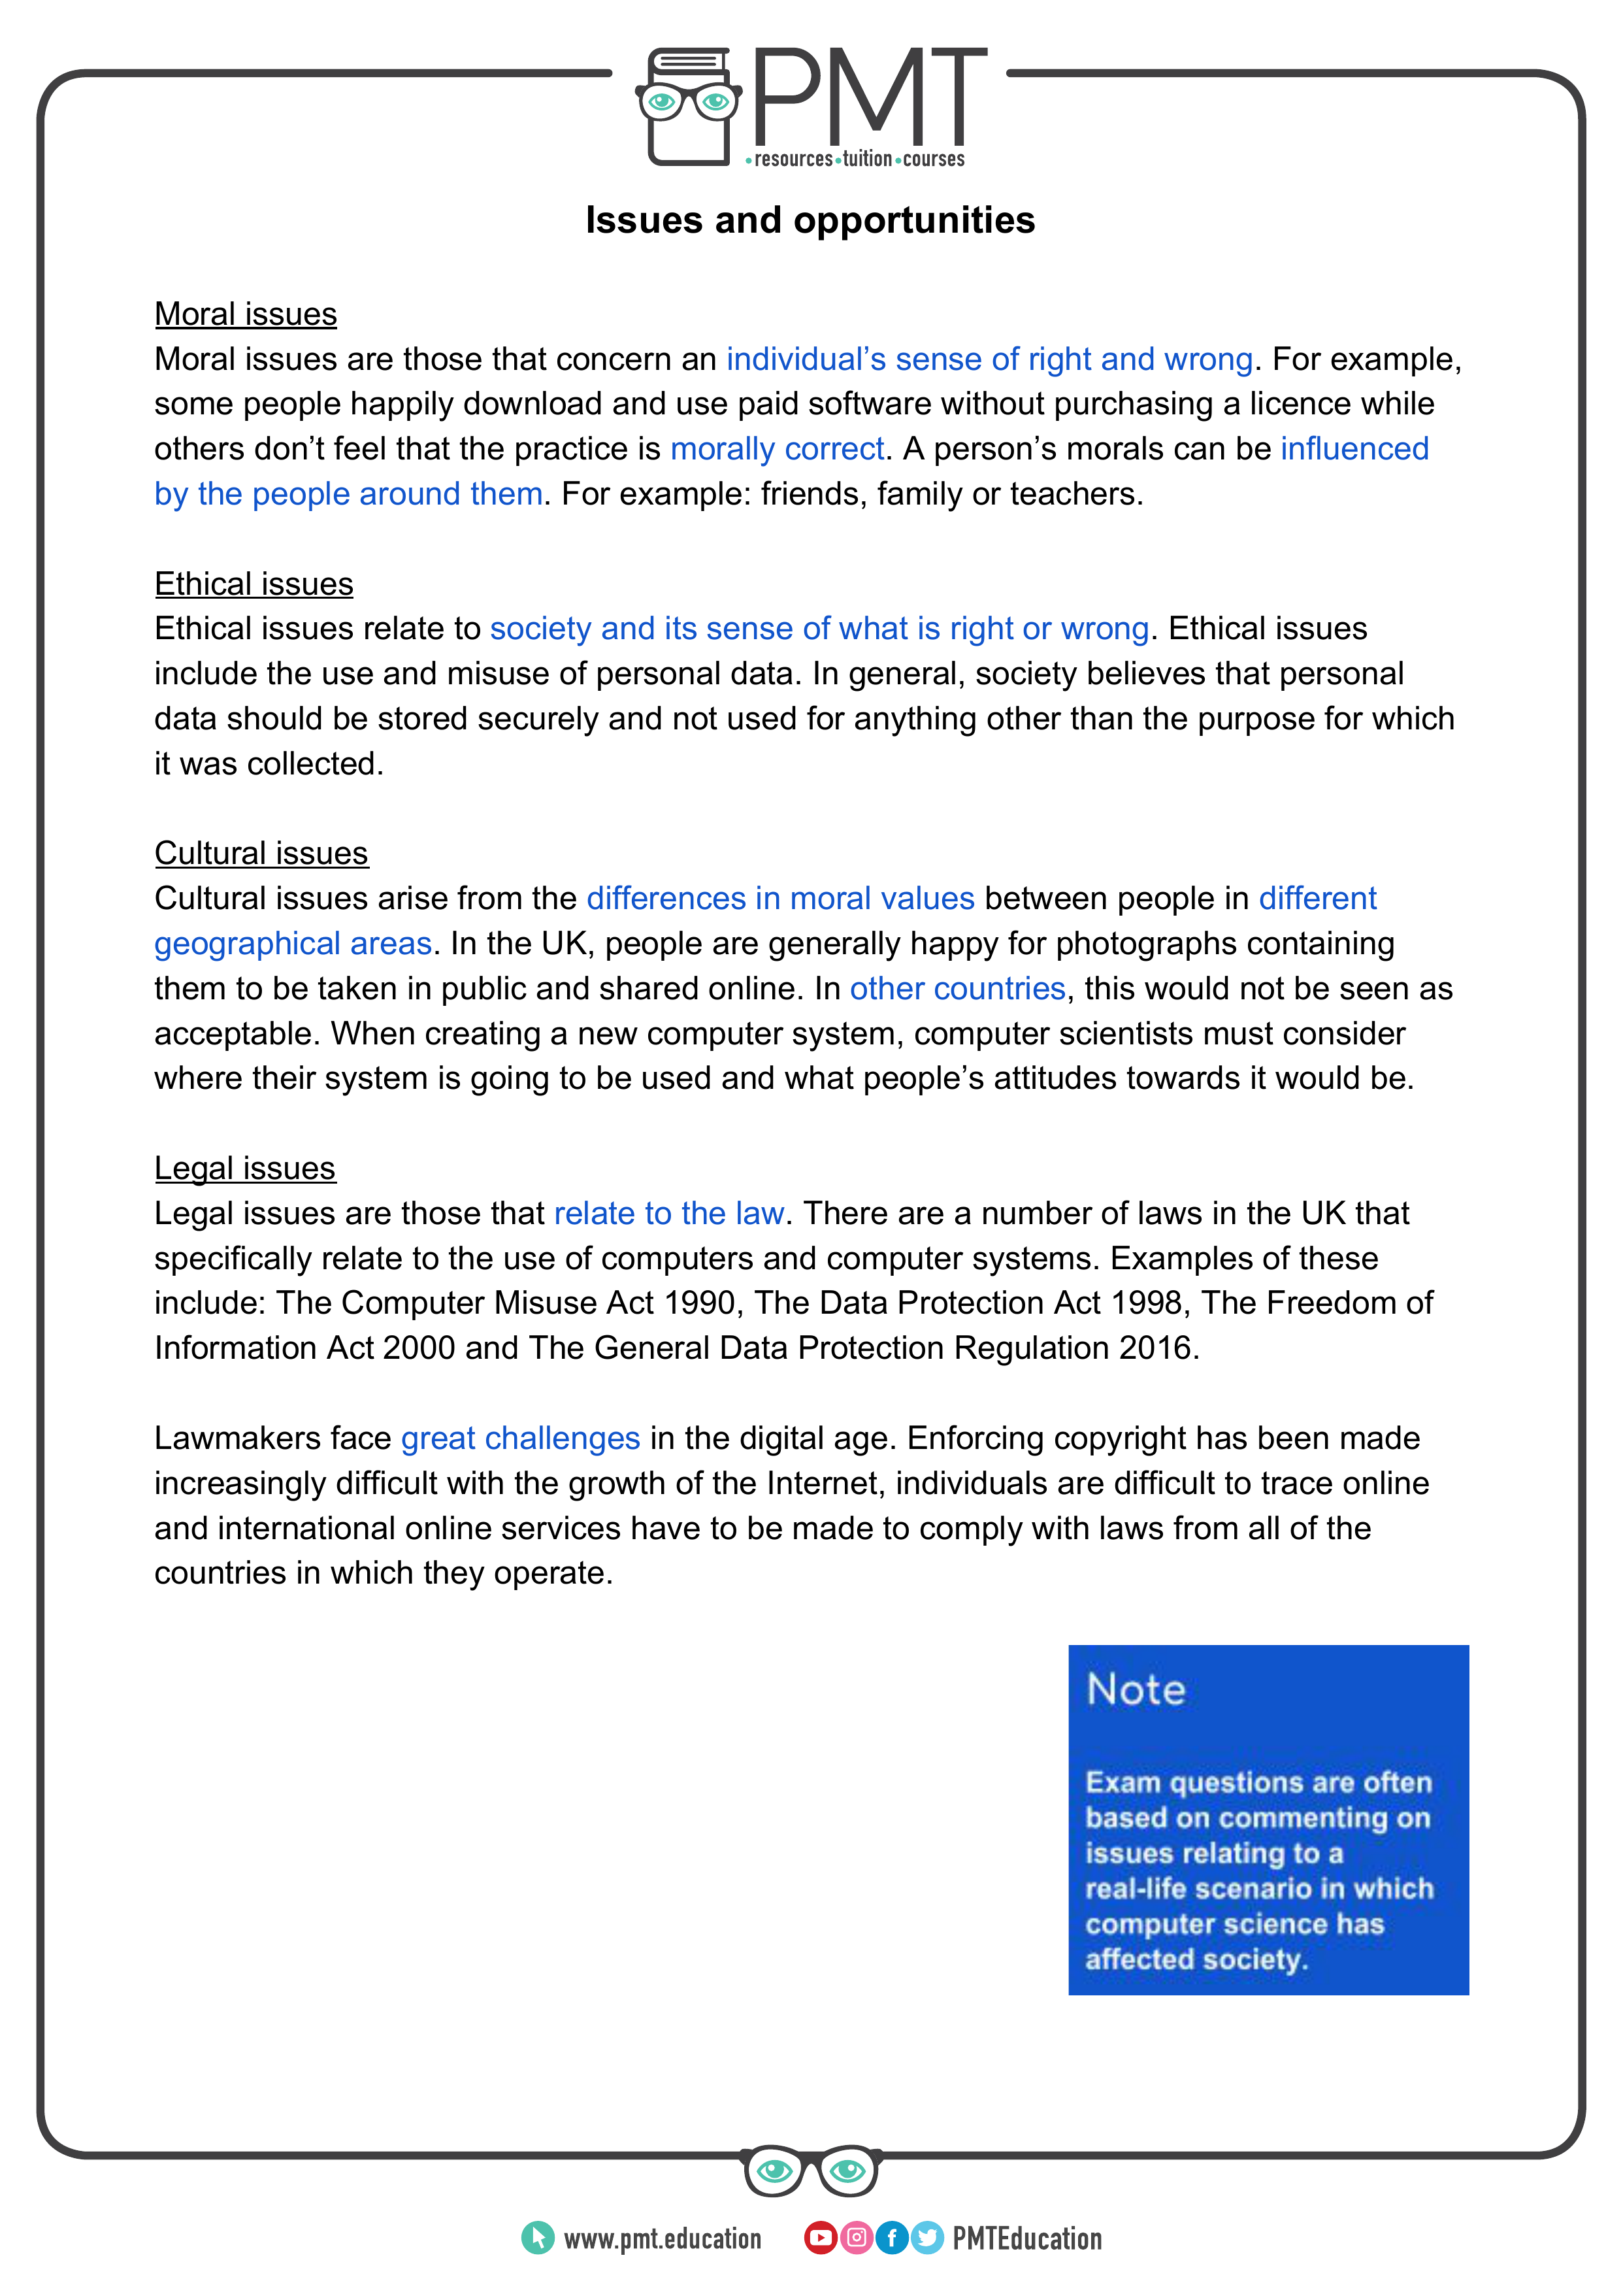 PMT
resources tuition courses
Issues and opportunities
Moral issues
Moral issues are those that concern an individual’s sense of right and wrong. For example,
some people happily download and use paid software without purchasing a licence while
others don’t feel that the practice is morally correct. A person’s morals can be influenced
by the people around them. For example: friends, family or teachers.
Ethical issues
Ethical issues relate to society and its sense of what is right or wrong. Ethical issues
include the use and misuse of personal data. In general, society believes that personal
data should be stored securely and not used for anything other than the purpose for which
it was collected.
Cultural issues
Cultural issues arise from the differences in moral values between people in different
geographical areas. In the UK, people are generally happy for photographs containing
them to be taken in public and shared online. In other countries, this would not be seen as
acceptable. When creating a new computer system, computer scientists must consider
where their system is going to be used and what people’s attitudes towards it would be.
Legal issues
Legal issues are those that relate to the law. There are a number of laws in the UK that
specifically relate to the use of computers and computer systems. Examples of these
include: The Computer Misuse Act 1990, The Data Protection Act 1998, The Freedom of
Information Act 2000 and The General Data Protection Regulation 2016.
Lawmakers face great challenges in the digital age. Enforcing copyright has been made
increasingly difficult with the growth of the Internet, individuals are difficult to trace online
and international online services have to be made to comply with laws from all of the
countries in which they operate.
Note
Exam questions are often
based on commenting on
issues relating to a
real-life scenario in which
computer science has
affected society.
www.pmt.education
PMTEducation